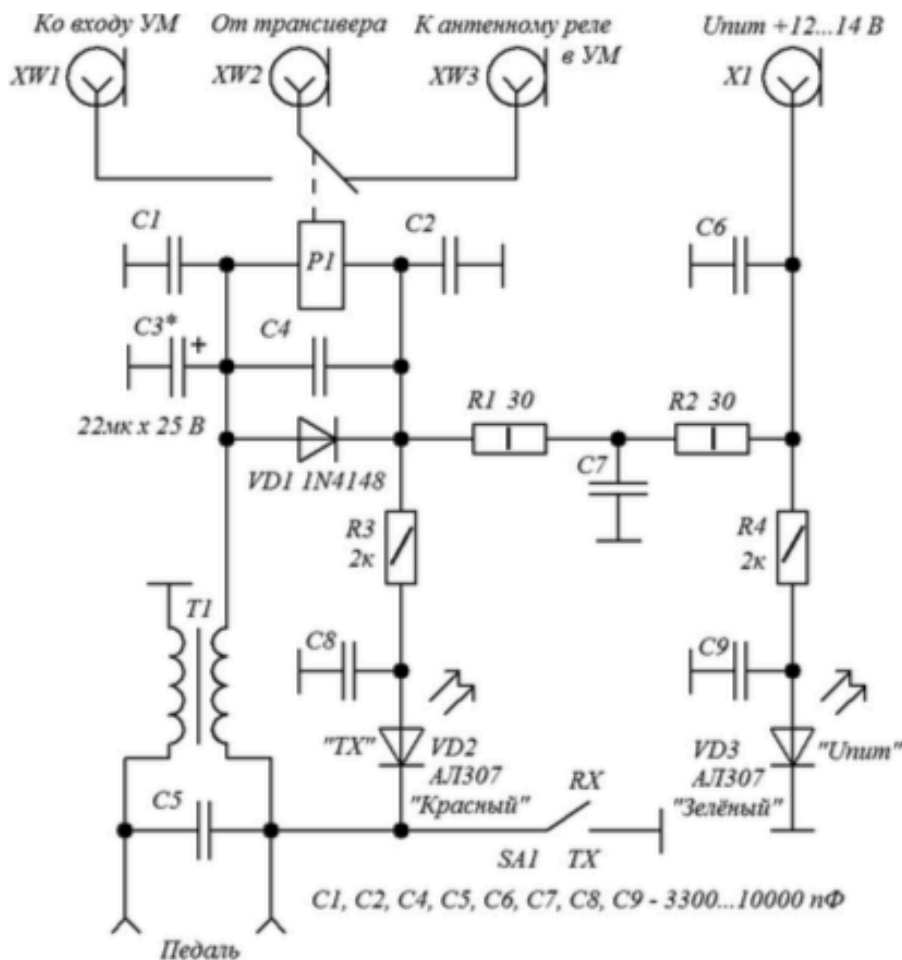 Ко входу УМ От трансивера К антенному реле Uпит +12...14 В
в УМ
XW1 XW2 XW3 X1
C1 P1 C2 C6
C3* + C4
22мк x 25 В
R1 30 R2 30
VD1 1N4148 C7
R3 R4
2к 2к
T1
C8 C9
"TX" VD2 VD3 "Uпит"
АЛ307 АЛ307
"Красный" "Зелёный"
C5 RX
SA1 TX
C1, C2, C4, C5, C6, C7, C8, C9 - 3300...10000 пФ
Педаль